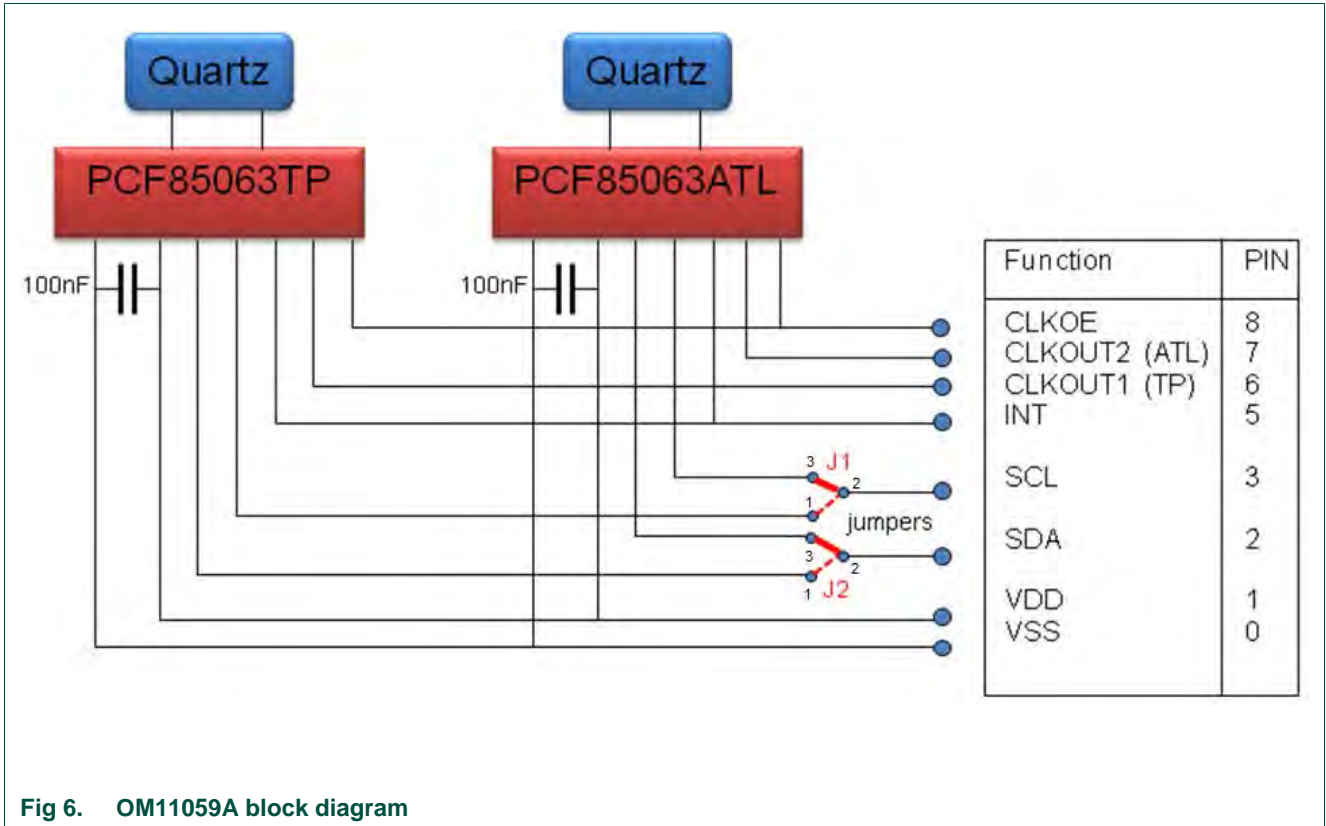 Quartz
Quartz
PCF85063TP
PCF85063ATL
100nF
100nF
Function PIN
CLKOE 8
CLKOUT2 (ATL) 7
CLKOUT1 (TP) 6
INT 5
3 J1
2
SCL 3
1
jumpers
SDA 2
3
2
1 J2
VDD 1
VSS 0
Fig 6. OM11059A block diagram